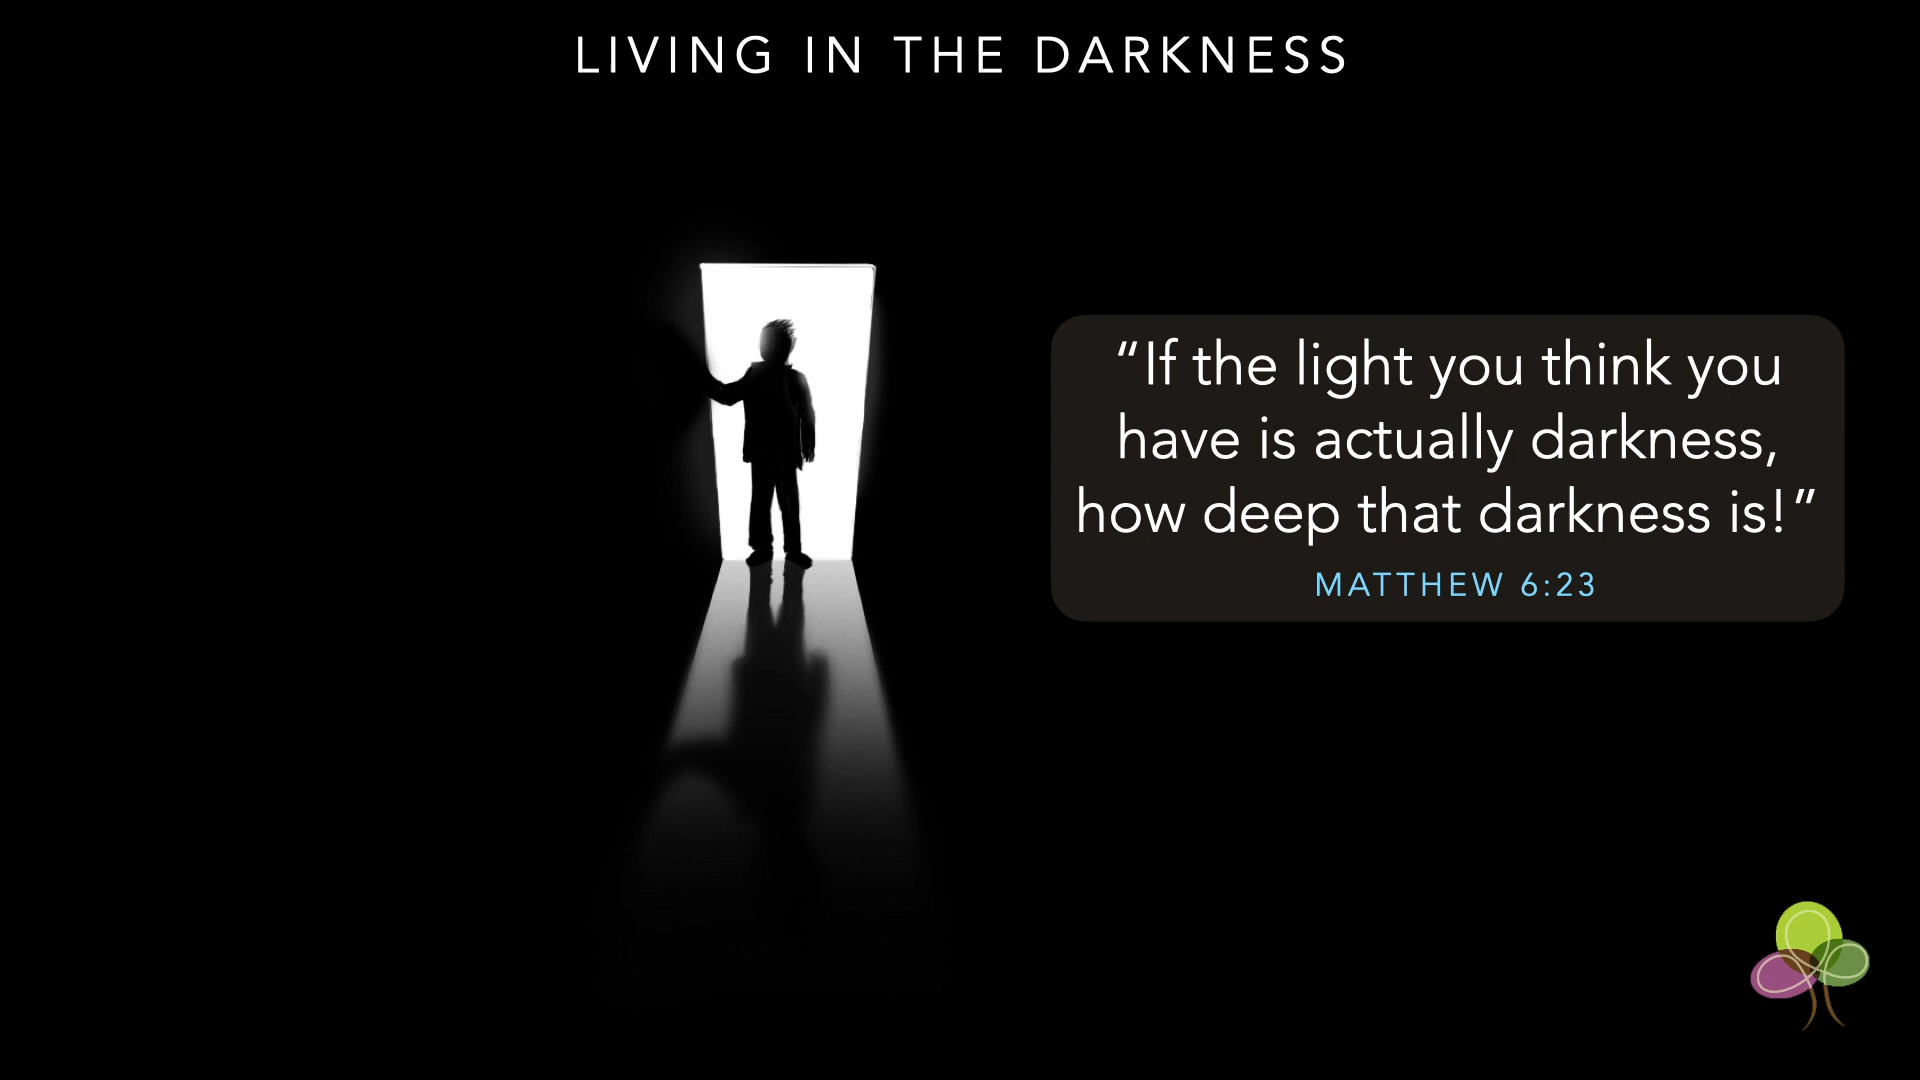 LIVING IN THE DARKNESS
“If the light you think you
have is actually darkness,
how deep that darkness is!”
MATTHEW 6:23